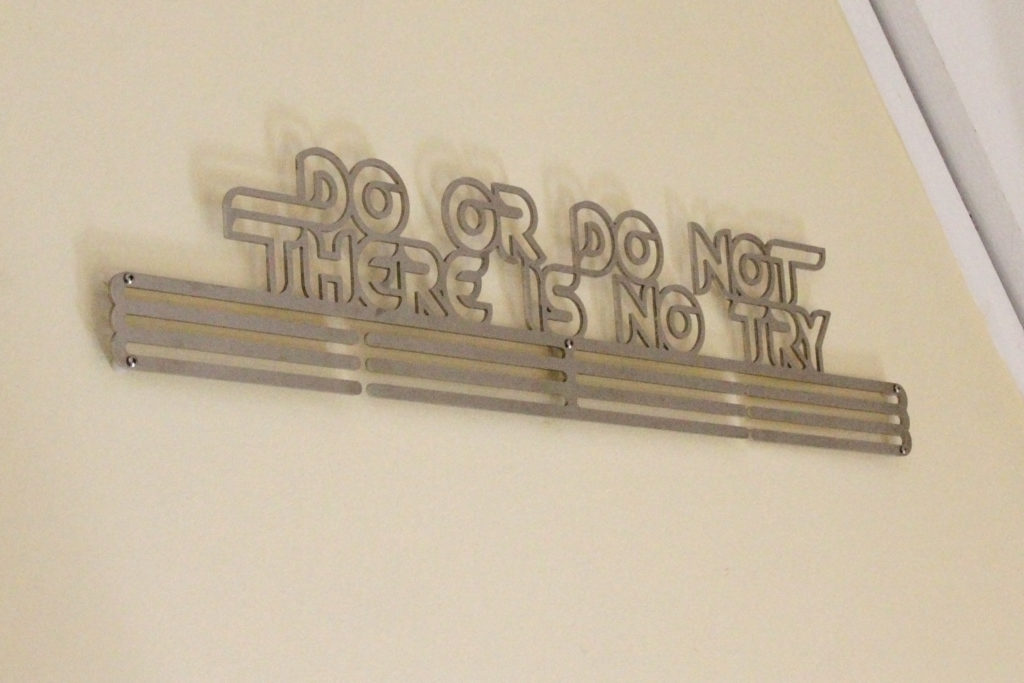 DO OR DO NOT
THERE IS NO TRY